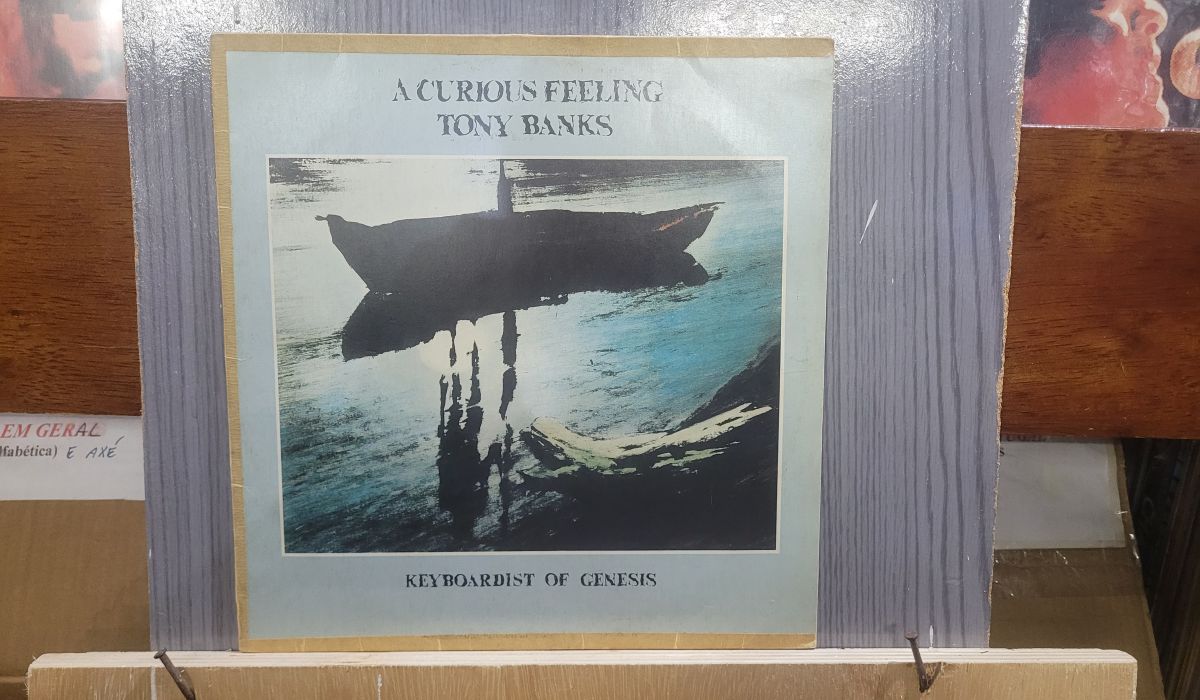 A CURIOUS FEELING
TONY BANKS
KEYBOARDIST OF GENESIS
EM GERAL
E AXÉ